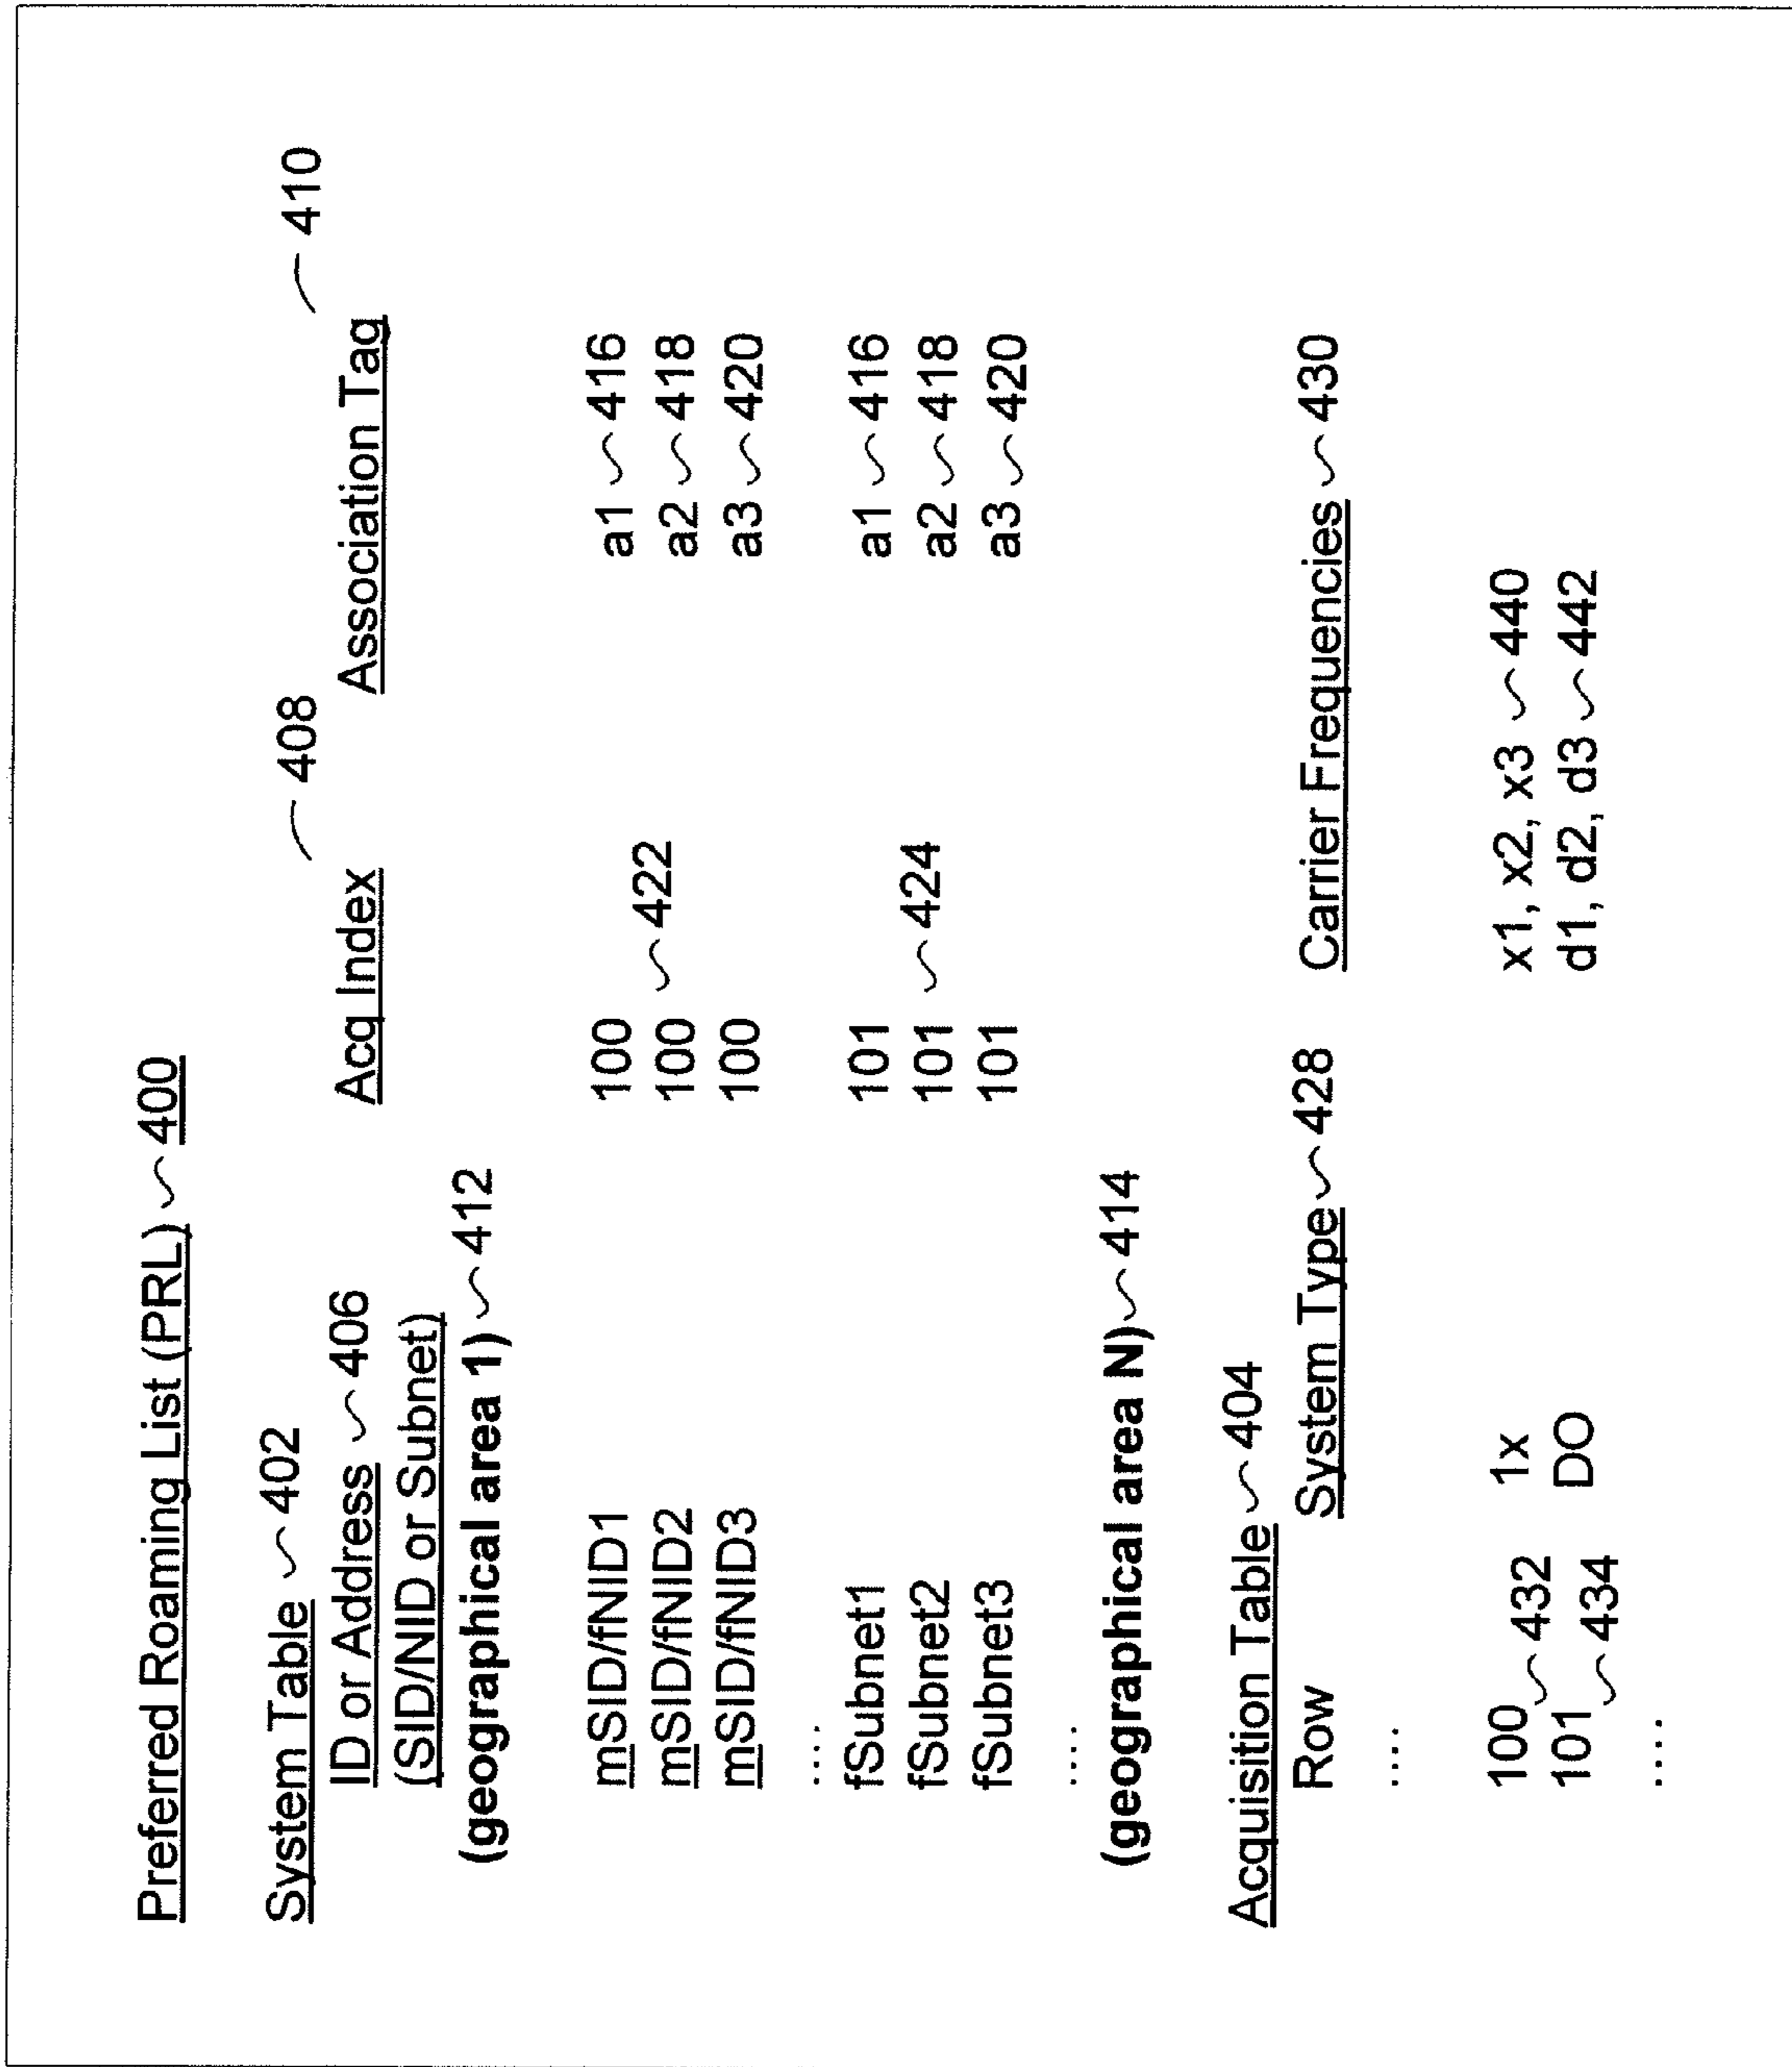 Preferred Roaming List (PRL) ~ 400
System Table ~ 402
408
410
ID or Address ~ 406 Acq Index Association Tag
(SID/NID or Subnet)
(geographical area 1) ~ 412
mSID/fNID1 100 a1 ~ 416
mSID/fNID2 100 ~ 422 a2 ~ 418
mSID/fNID3 100 a3 ~ 420
....
fSubnet1 101 a1 ~ 416
fSubnet2 101 ~ 424 a2 ~ 418
fSubnet3 101 a3 ~ 420
....
(geographical area N) ~ 414
Acquisition Table ~ 404
Row System Type ~ 428 Carrier Frequencies ~ 430
....
100 ~ 432 1x x1, x2, x3 ~ 440
101 ~ 434 DO d1, d2, d3 ~ 442
....